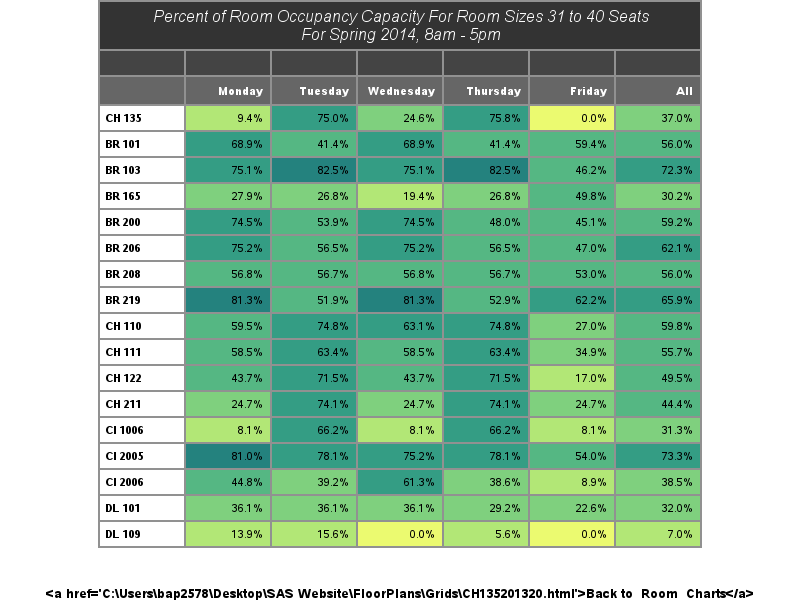 Percent of Room Occupancy Capacity For Room Sizes 31 to 40 Seats
For Spring 2014, 8am - 5pm
Monday Tuesday Wednesday Thursday Friday All
CH 135 9.4% 75.0% 24.6% 75.8% 0.0% 37.0%
BR 101 68.9% 41.4% 68.9% 41.4% 59.4% 56.0%
BR 103 75.1% 82.5% 75.1% 82.5% 46.2% 72.3%
BR 165 27.9% 26.8% 19.4% 26.8% 49.8% 30.2%
BR 200 74.5% 53.9% 74.5% 48.0% 45.1% 59.2%
BR 206 75.2% 56.5% 75.2% 56.5% 47.0% 62.1%
BR 208 56.8% 56.7% 56.8% 56.7% 53.0% 56.0%
BR 219 81.3% 51.9% 81.3% 52.9% 62.2% 65.9%
CH 110 59.5% 74.8% 63.1% 74.8% 27.0% 59.8%
CH 111 58.5% 63.4% 58.5% 63.4% 34.9% 55.7%
CH 122 43.7% 71.5% 43.7% 71.5% 17.0% 49.5%
CH 211 24.7% 74.1% 24.7% 74.1% 24.7% 44.4%
CI 1006 8.1% 66.2% 8.1% 66.2% 8.1% 31.3%
CI 2005 81.0% 78.1% 75.2% 78.1% 54.0% 73.3%
CI 2006 44.8% 39.2% 61.3% 38.6% 8.9% 38.5%
DL 101 36.1% 36.1% 36.1% 29.2% 22.6% 32.0%
DL 109 13.9% 15.6% 0.0% 5.6% 0.0% 7.0%
<a href='C:\Users\bap2578\Desktop\SAS Website\FloorPlans\Grids\CH135201320.html'>Back to Room Charts</a>